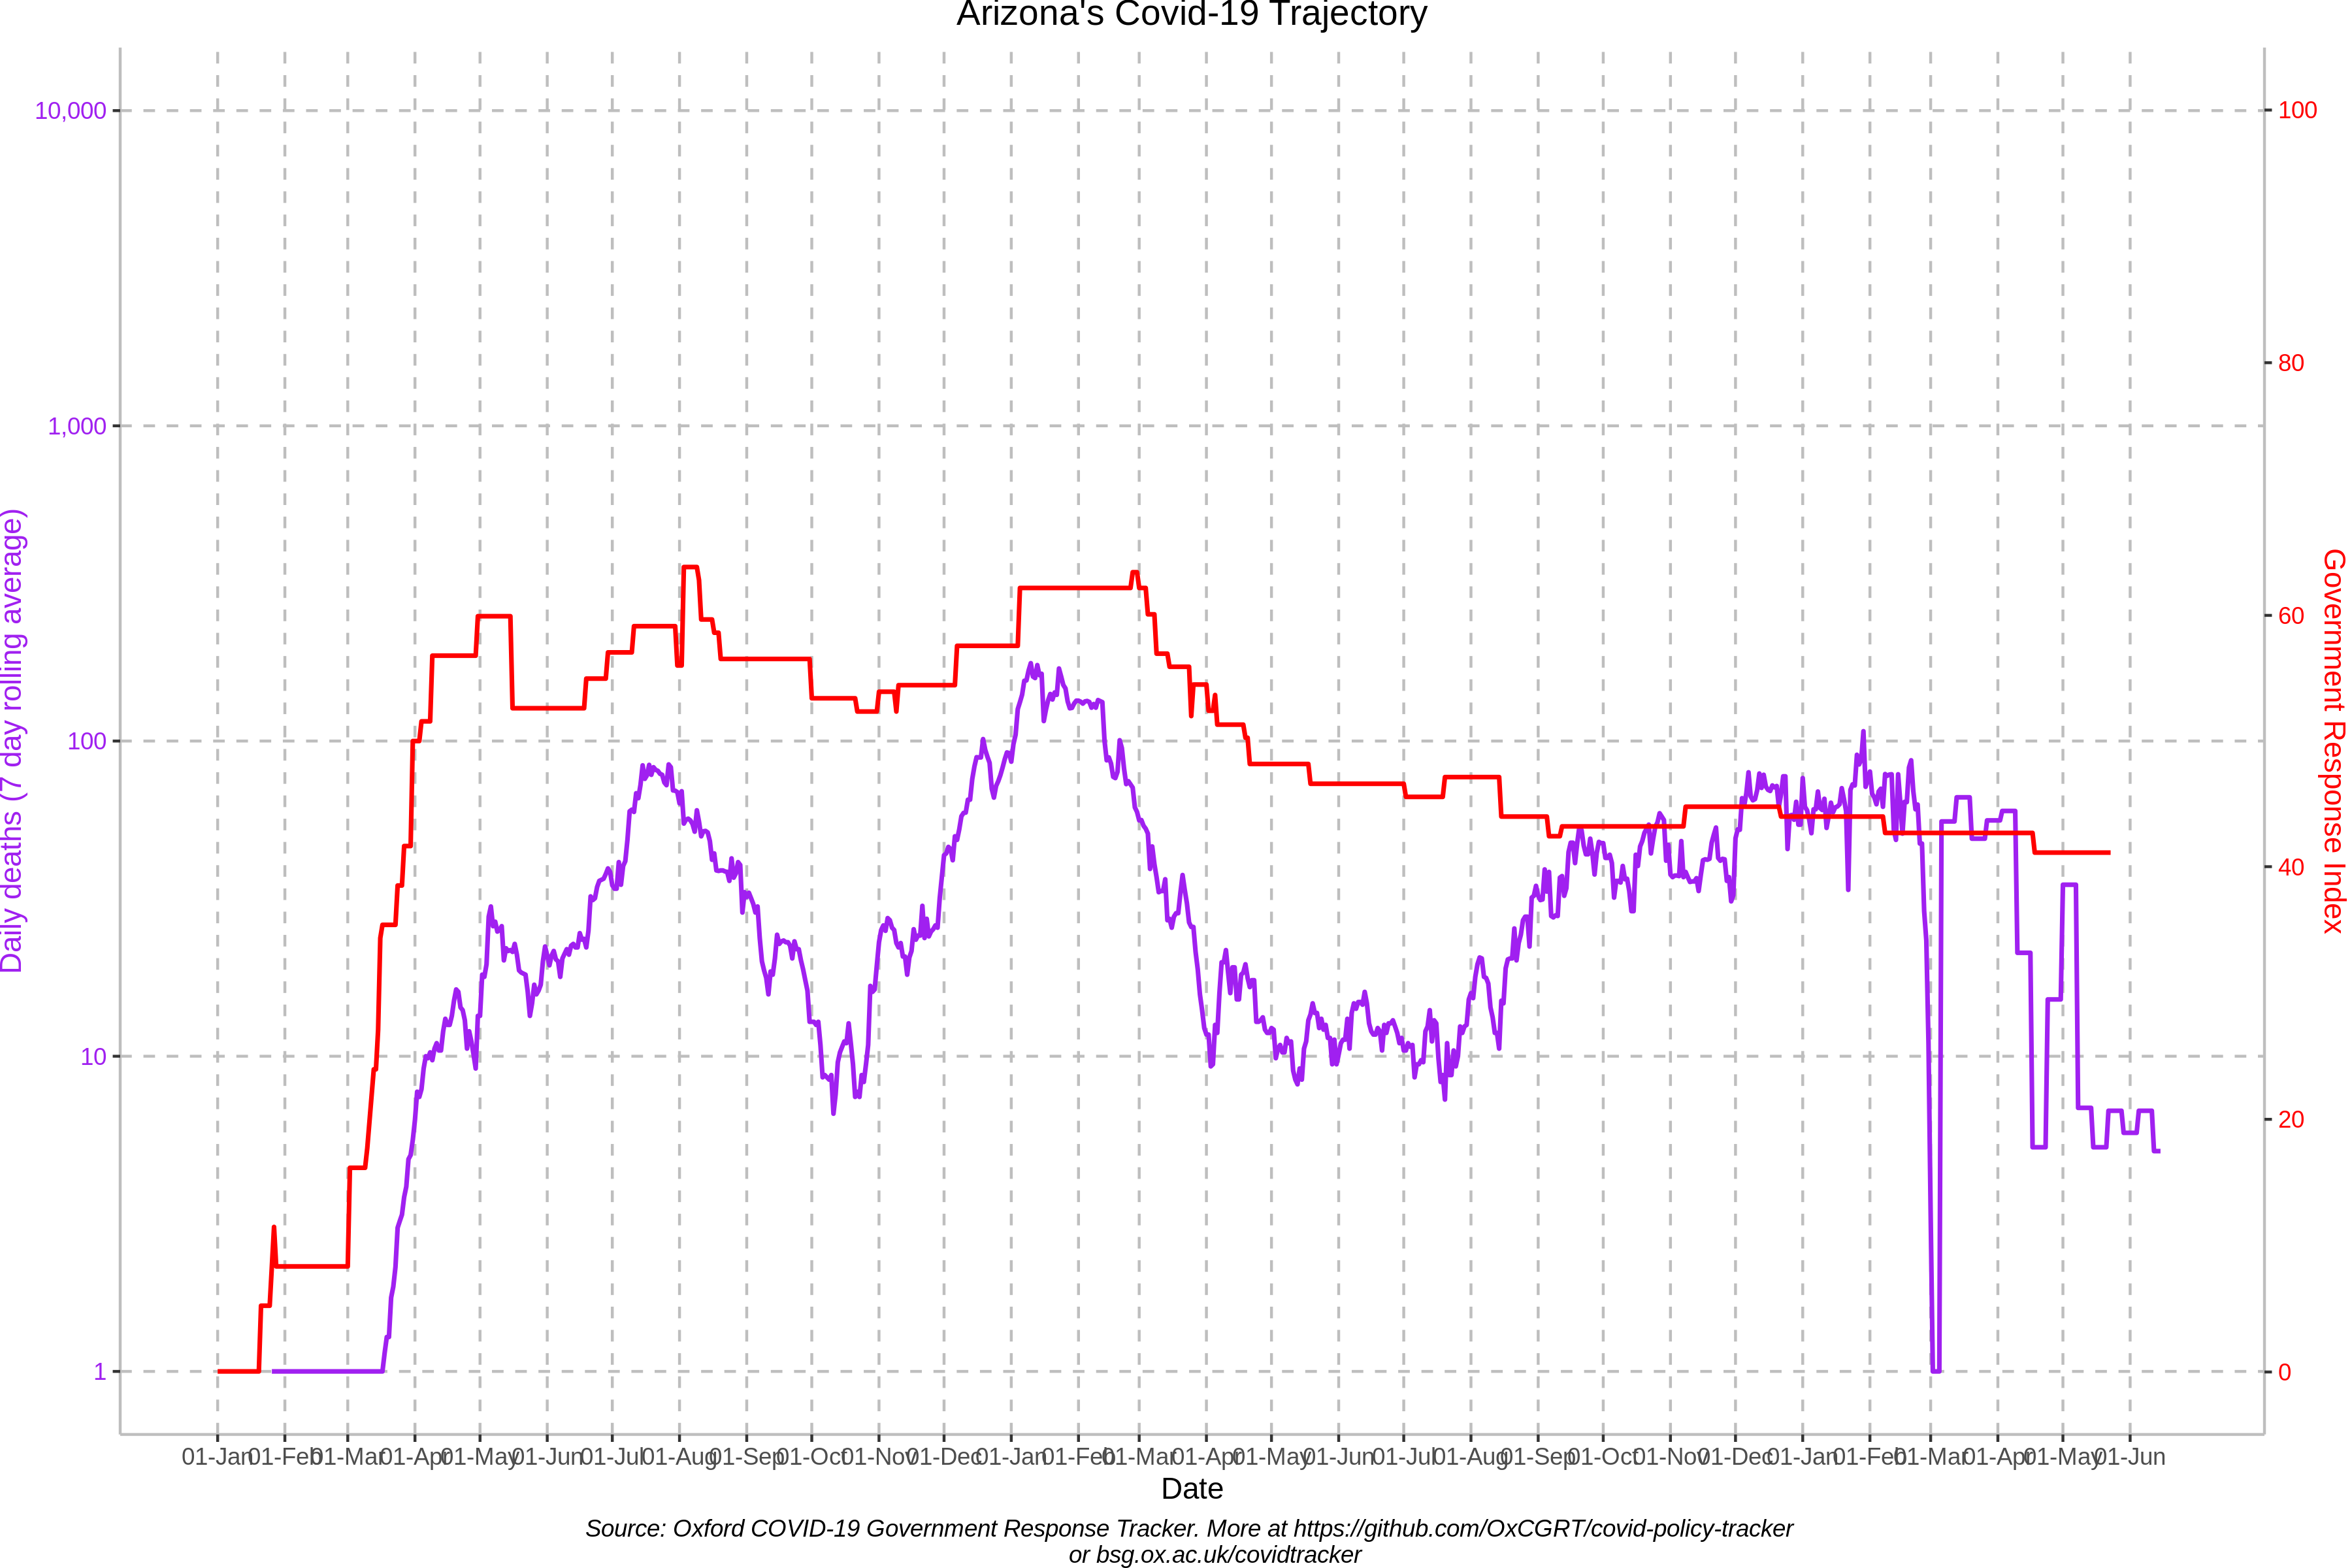 Arizona's Covid-19 Trajectory
10,000
1,000
100
10
1
Daily deaths (7 day rolling average)
100
80
60
40
20
0
Government Response Index
01-Jan 01-Feb 01-Mar 01-Apr 01-May 01-Jun 01-Jul 01-Aug 01-Sep 01-Oct 01-Nov 01-Dec 01-Jan 01-Feb 01-Mar 01-Apr 01-May 01-Jun 01-Jul 01-Aug 01-Sep 01-Oct 01-Nov 01-Dec 01-Jan 01-Feb 01-Mar 01-Apr 01-May 01-Jun
Date
Source: Oxford COVID-19 Government Response Tracker. More at https://github.com/OxCGRT/covid-policy-tracker
or bsg.ox.ac.uk/covidtracker